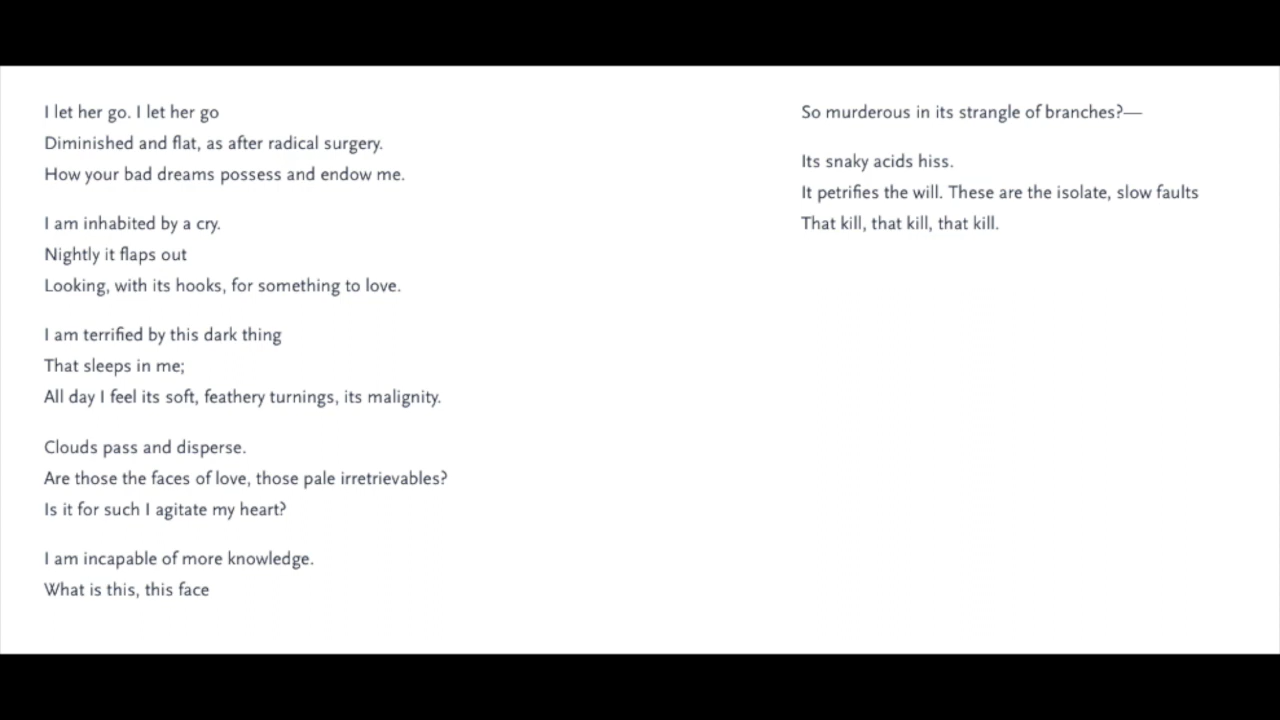 I let her go. I let her go
Diminished and flat, as after radical surgery.
How your bad dreams possess and endow me.
I am inhabited by a cry.
Nightly it flaps out
Looking, with its hooks, for something to love.
I am terrified by this dark thing
That sleeps in me;
All day I feel its soft, feathery turnings, its malignity.
Clouds pass and disperse.
Are those the faces of love, those pale irretrievables?
Is it for such I agitate my heart?
I am incapable of more knowledge.
What is this, this face
So murderous in its strangle of branches?—
Its snaky acids hiss.
It petrifies the will. These are the isolate, slow faults
That kill, that kill, that kill.